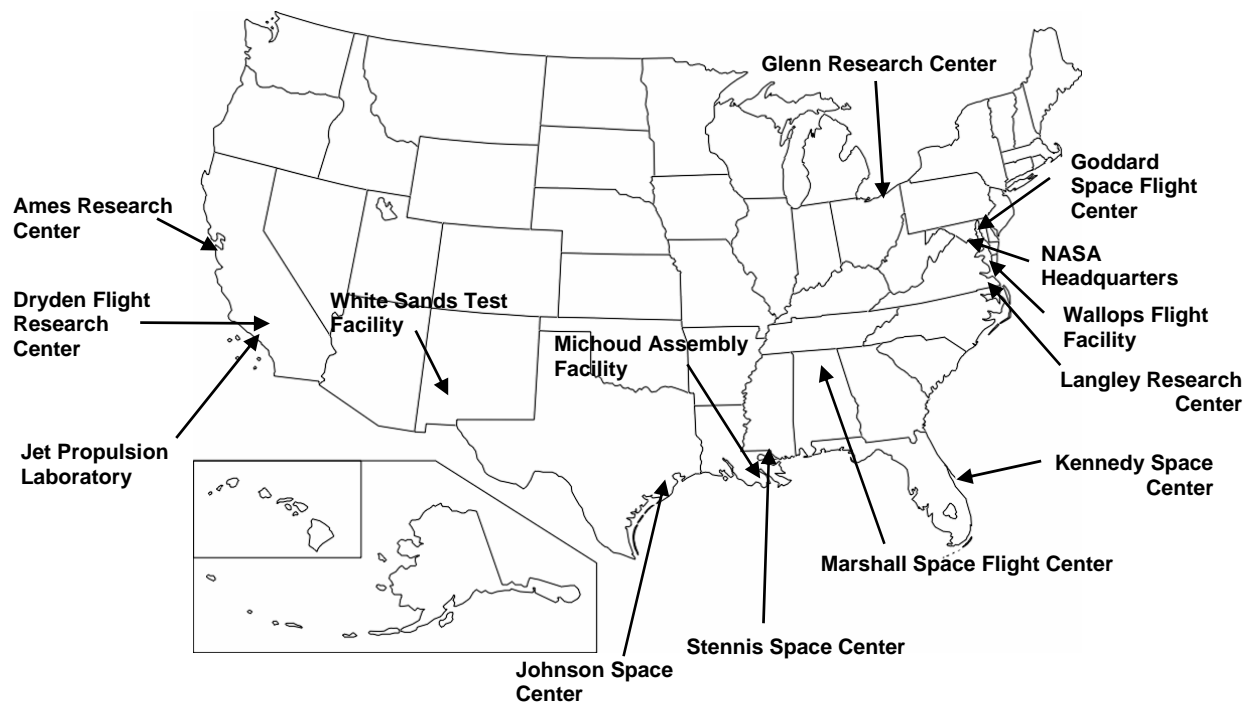 Glenn Research Center
Goddard
Space Flight
Center
Ames Research
Center
NASA
Headquarters
Dryden Flight
Research
Center
White Sands Test
Facility
Wallops Flight
Facility
Michoud Assembly
Facility
Langley Research
Center
Jet Propulsion
Laboratory
Kennedy Space
Center
Marshall Space Flight Center
Stennis Space Center
Johnson Space
Center